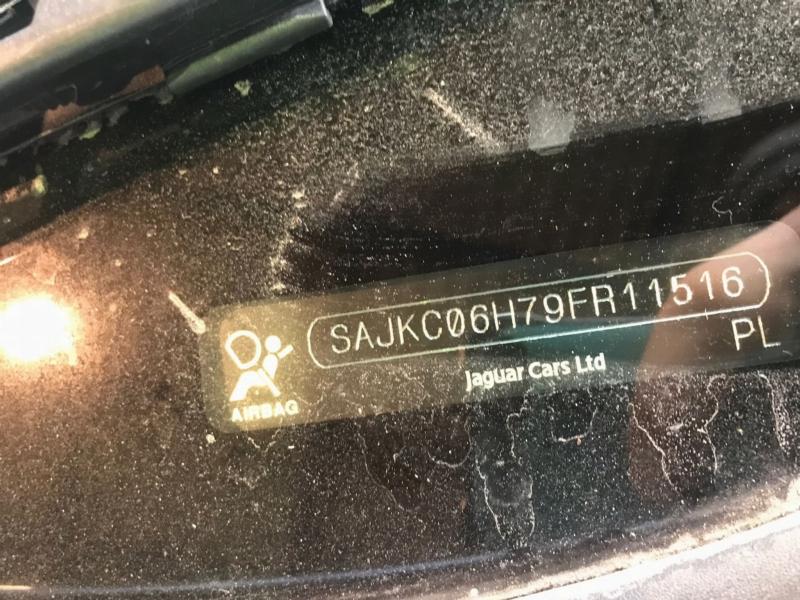 SAJKC06H79FR11516
PL
Jaguar Cars Ltd
AIRBAG